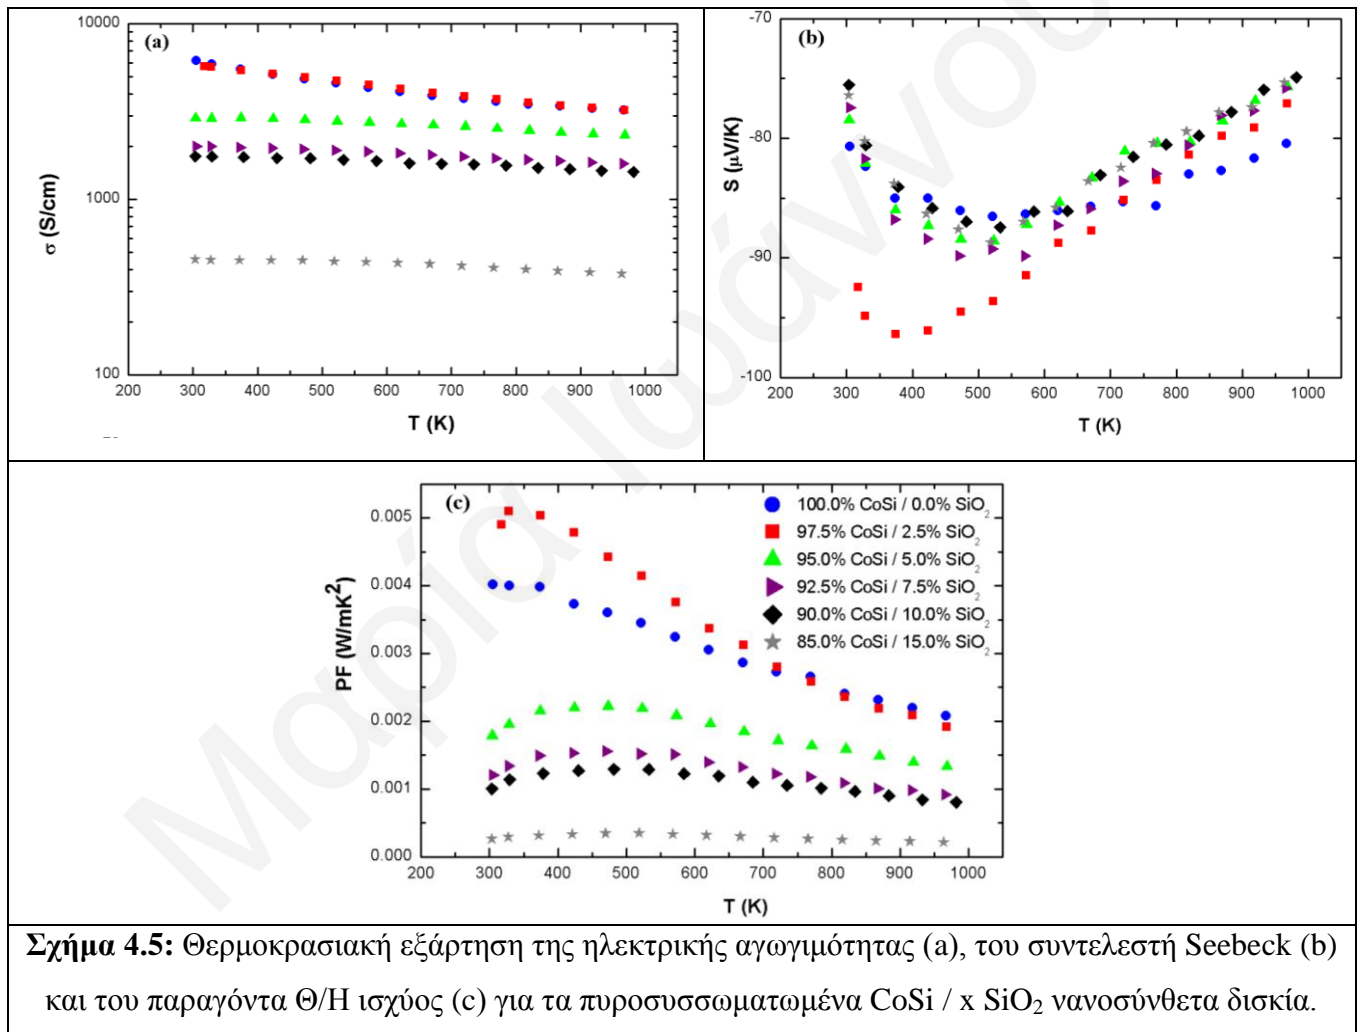 (a)
10000
1000
100
σ (S/cm)
200 300 400 500 600 700 800 900 1000
T (K)
(b)
-70
-80
-90
-100
S (μV/K)
200 300 400 500 600 700 800 900 1000
T (K)
(c)
0.005
0.004
0.003
0.002
0.001
0.000
PF (W/mK²)
100.0% CoSi / 0.0% SiO₂
97.5% CoSi / 2.5% SiO₂
95.0% CoSi / 5.0% SiO₂
92.5% CoSi / 7.5% SiO₂
90.0% CoSi / 10.0% SiO₂
85.0% CoSi / 15.0% SiO₂
200 300 400 500 600 700 800 900 1000
T (K)
Σχήμα 4.5: Θερμοκρασιακή εξάρτηση της ηλεκτρικής αγωγιμότητας (a), του συντελεστή Seebeck (b)
και του παραγόντα Θ/Η ισχύος (c) για τα πυροσυσσωματωμένα CoSi / x SiO₂ νανοσύνθετα δισκία.
Μαρία Ιωάννου